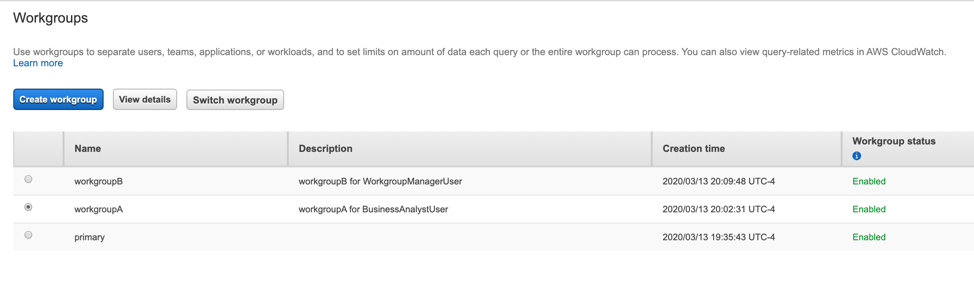 Workgroups
Use workgroups to separate users, teams, applications, or workloads, and to set limits on amount of data each query or the entire workgroup can process. You can also view query-related metrics in AWS CloudWatch.
Learn more
Create workgroup View details Switch workgroup
Name Description Creation time Workgroup status
workgroupB workgroupB for WorkgroupManagerUser 2020/03/13 20:09:48 UTC-4 Enabled
workgroupA workgroupA for BusinessAnalystUser 2020/03/13 20:02:31 UTC-4 Enabled
primary 2020/03/13 19:35:43 UTC-4 Enabled